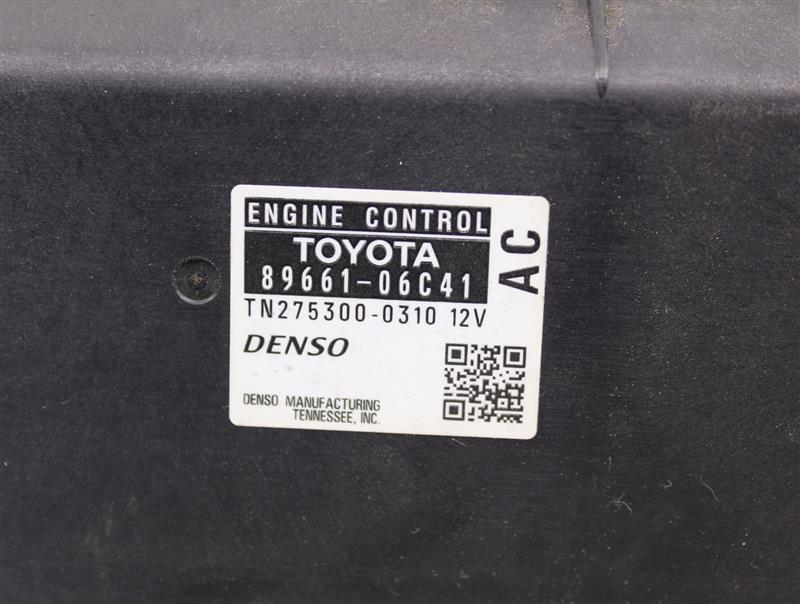 ENGINE CONTROL
TOYOTA
89661-06C41
AC
TN275300-0310 12V
DENSO
DENSO MANUFACTURING
TENNESSEE, INC.